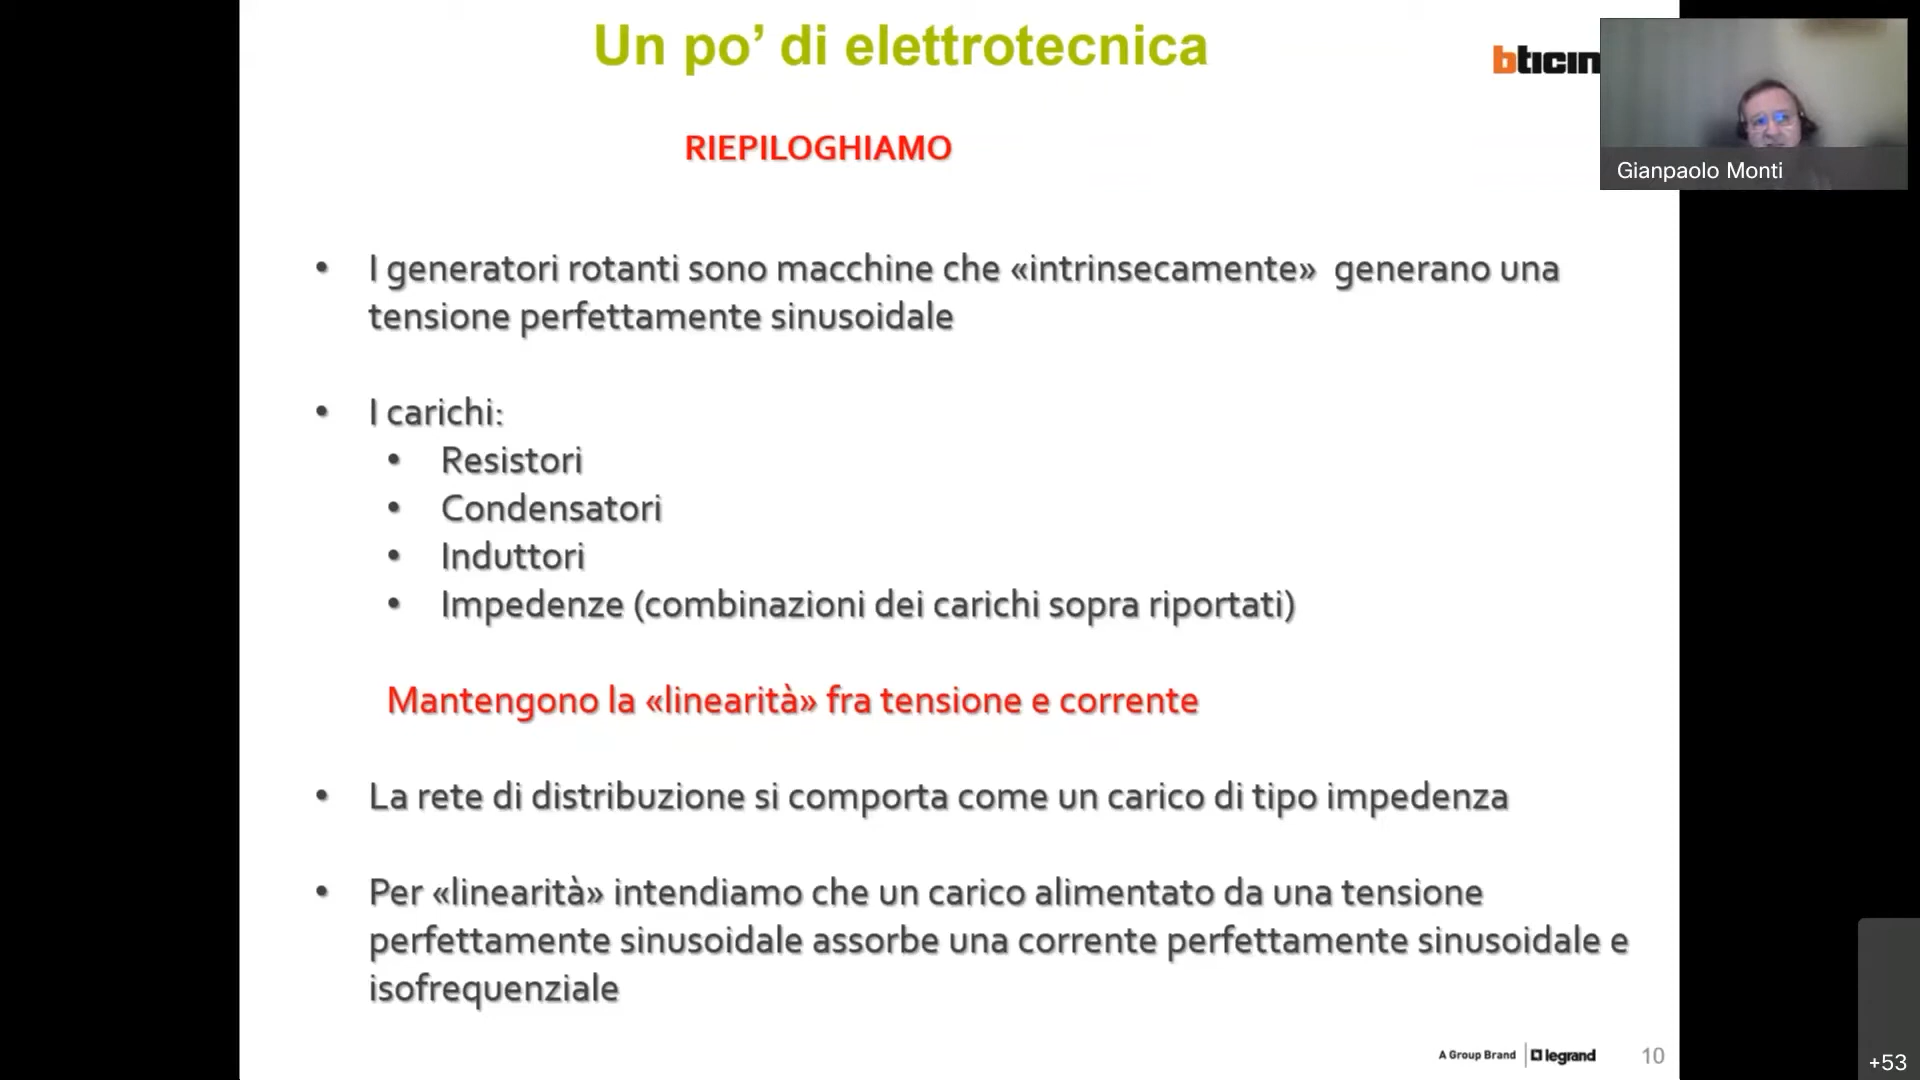 Un po’ di elettrotecnica
bticin
Gianpaolo Monti
RIEPILOGHIAMO
• I generatori rotanti sono macchine che «intrinsecamente» generano una
tensione perfettamente sinusoidale
• I carichi:
• Resistori
• Condensatori
• Induttori
• Impedenze (combinazioni dei carichi sopra riportati)
Mantengono la «linearità» fra tensione e corrente
• La rete di distribuzione si comporta come un carico di tipo impedenza
• Per «linearità» intendiamo che un carico alimentato da una tensione
perfettamente sinusoidale assorbe una corrente perfettamente sinusoidale e
isofrequenziale
A Group Brand legrand 10
+53